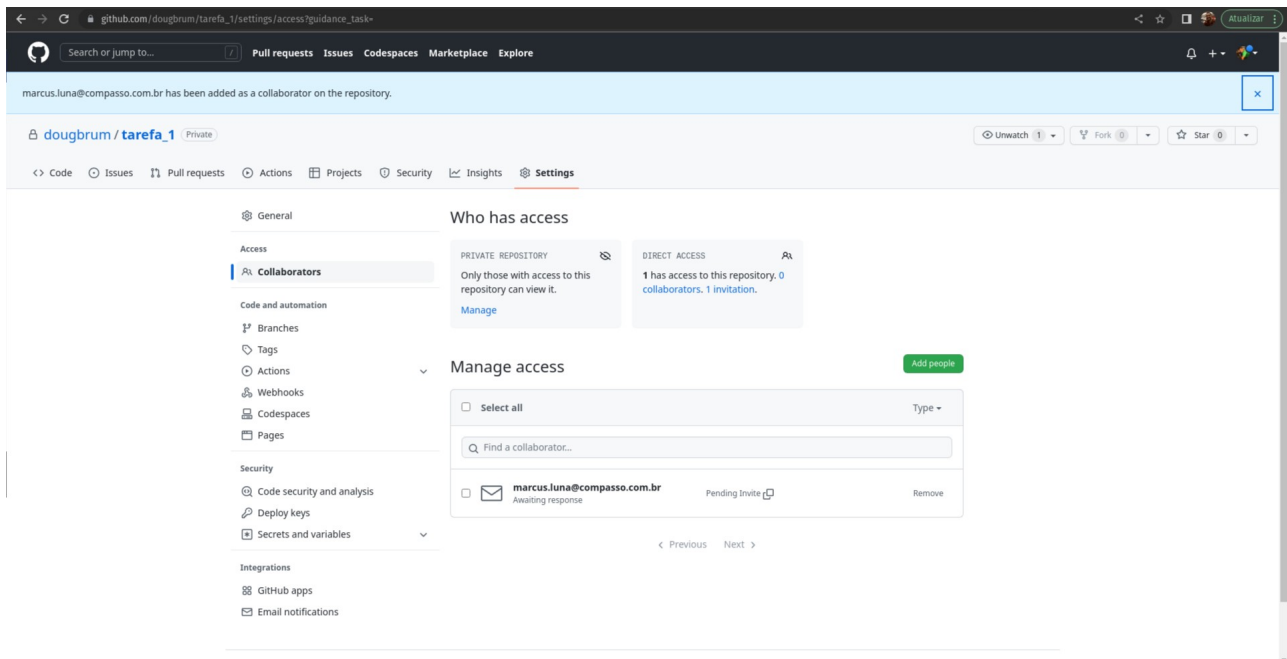 github.com/dougbrum/tarefa_1/settings/access?guidance_task=
Atualizar
Search or jump to...
/
Pull requests Issues Codespaces Marketplace Explore
marcus.luna@compasso.com.br has been added as a collaborator on the repository.
dougbrum / tarefa_1 Private
Unwatch 1
Fork 0
Star 0
<> Code Issues Pull requests Actions Projects Security Insights Settings
General
Access
Collaborators
Code and automation
Branches
Tags
Actions
Webhooks
Codespaces
Pages
Security
Code security and analysis
Deploy keys
Secrets and variables
Integrations
GitHub apps
Email notifications
Who has access
PRIVATE REPOSITORY
Only those with access to this
repository can view it.
Manage
DIRECT ACCESS
1 has access to this repository. 0
collaborators. 1 invitation.
Manage access
Add people
Select all
Type
Find a collaborator...
marcus.luna@compasso.com.br
Awaiting response
Pending Invite
Remove
Previous Next